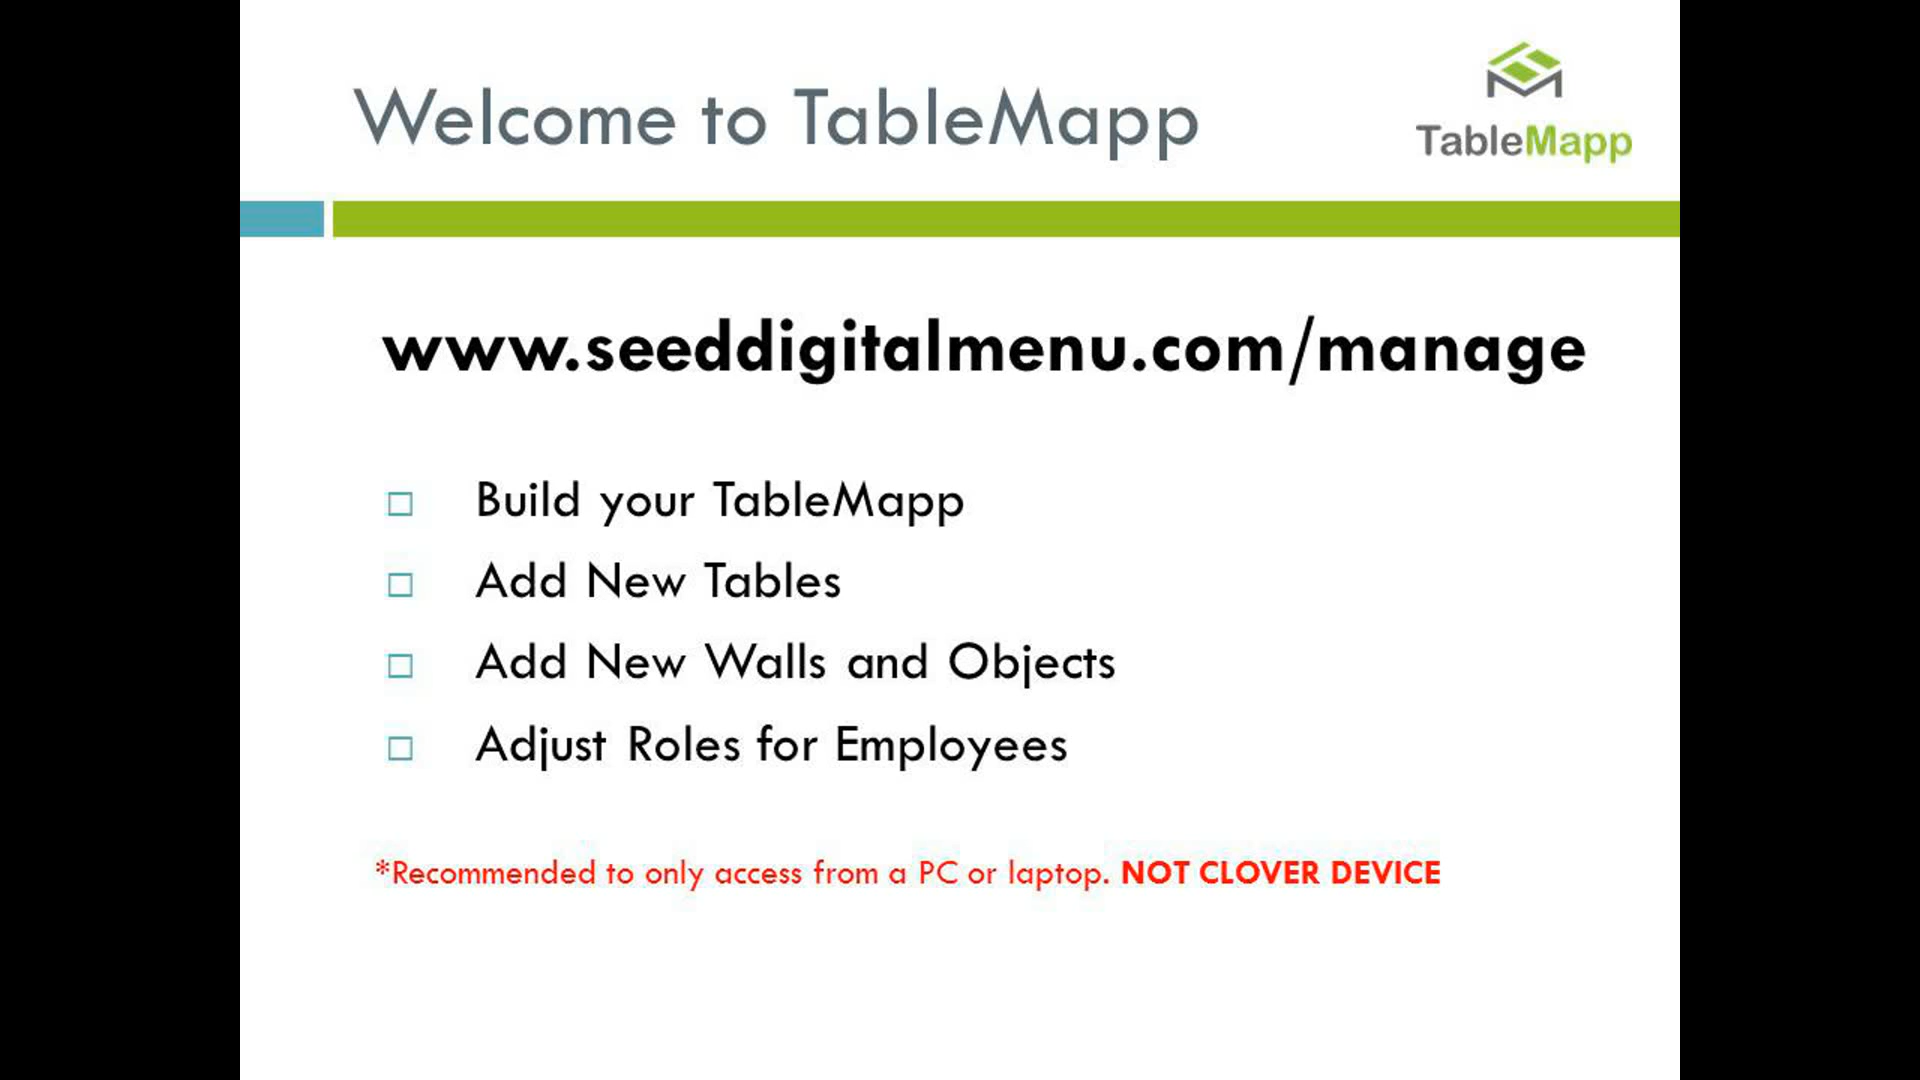 Welcome to TableMapp
TableMapp
www.seeddigitalmenu.com/manage
Build your TableMapp
Add New Tables
Add New Walls and Objects
Adjust Roles for Employees
*Recommended to only access from a PC or laptop. NOT CLOVER DEVICE